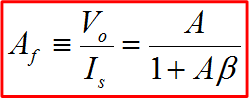 A_f ≡ V_o / I_s = A / (1 + Aβ)